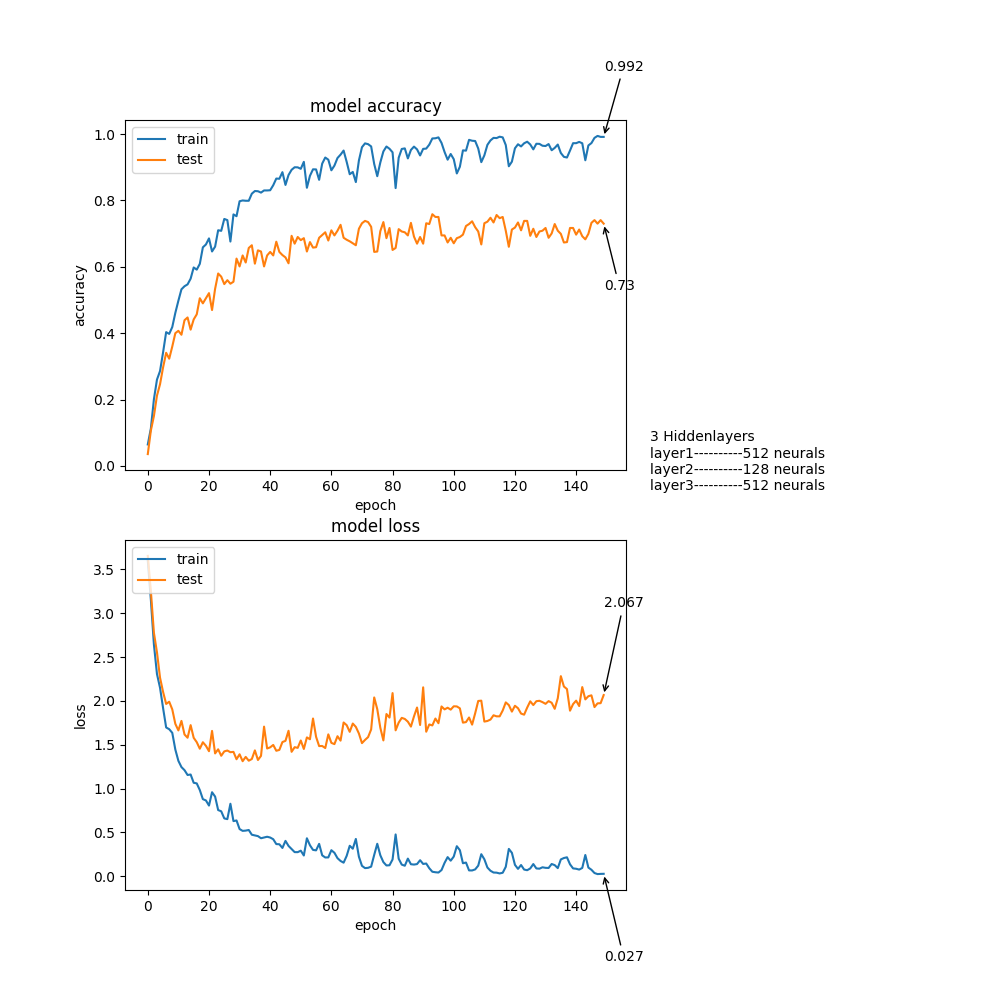 0.992
model accuracy
train
test
1.0
0.8
0.6
0.4
0.2
0.0
accuracy
0.73
0 20 40 60 80 100 120 140
epoch
3 Hiddenlayers
layer1----------512 neurals
layer2----------128 neurals
layer3----------512 neurals
model loss
train
test
3.5
3.0
2.5
2.0
1.5
1.0
0.5
0.0
loss
2.067
0 20 40 60 80 100 120 140
epoch
0.027